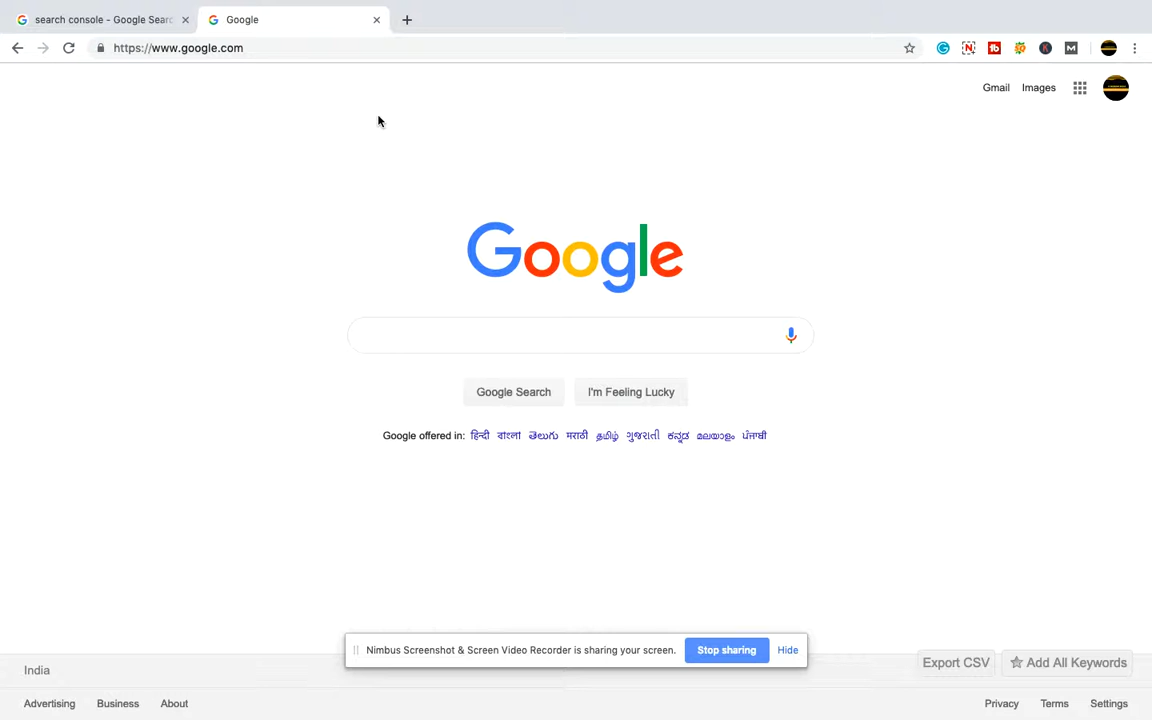 search console - Google Searc
Google
https://www.google.com
Gmail Images
Google
Google Search I'm Feeling Lucky
Google offered in: हिन्दी বাংলা తెలుగు मराठी தமிழ் ગુજરાતી ಕನ್ನಡ മലയാളം ਪੰਜਾਬੀ
Nimbus Screenshot & Screen Video Recorder is sharing your screen. Stop sharing Hide
India
Export CSV Add All Keywords
Advertising Business About
Privacy Terms Settings